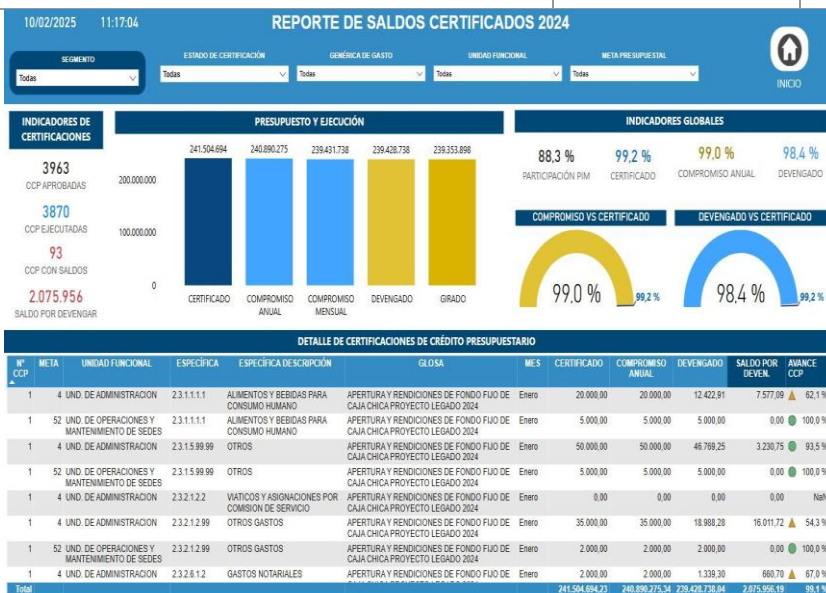 10/02/2025 11:17:04 REPORTE DE SALDOS CERTIFICADOS 2024
SEGMENTO
Todas
ESTADO DE CERTIFICACIÓN
Todas
GENÉRICA DE GASTO
Todas
UNIDAD FUNCIONAL
Todas
META PRESUPUESTAL
Todas
INICIO
INDICADORES DE
CERTIFICACIONES
3963
CCP APROBADAS
3870
CCP EJECUTADAS
93
CCP CON SALDOS
2.075.956
SALDO POR DEVENGAR
PRESUPUESTO Y EJECUCIÓN
241.504.694 240.890.275 239.431.738 239.428.738 239.353.898
200.000.000
100.000.000
0
CERTIFICADO COMPROMISO ANUAL COMPROMISO MENSUAL DEVENGADO GIRADO
INDICADORES GLOBALES
88,3 % 99,2 % 99,0 % 98,4 %
PARTICIPACIÓN PIM CERTIFICADO COMPROMISO ANUAL DEVENGADO
COMPROMISO VS CERTIFICADO
99,0 %
99,2 %
DEVENGADO VS CERTIFICADO
98,4 %
99,2 %
DETALLE DE CERTIFICACIONES DE CRÉDITO PRESUPUESTARIO
N° CCP META UNIDAD FUNCIONAL ESPECÍFICA ESPECÍFICA DESCRIPCIÓN GLOSA MES CERTIFICADO COMPROMISO ANUAL DEVENGADO SALDO POR DEVEN. AVANCE CCP
1 4 UND. DE ADMINISTRACION 2.3.1.1.1.1 ALIMENTOS Y BEBIDAS PARA APERTURA Y RENDICIONES DE FONDO FIJO DE Enero 20.000,00 20.000,00 12.422,91 7.577,09 62,1 %
CONSUMO HUMANO CAJA CHICA PROYECTO LEGADO 2024
1 52 UND. DE OPERACIONES Y 2.3.1.1.1.1 ALIMENTOS Y BEBIDAS PARA APERTURA Y RENDICIONES DE FONDO FIJO DE Enero 5.000,00 5.000,00 5.000,00 0,00 100,0 %
MANTENIMIENTO DE SEDES CONSUMO HUMANO CAJA CHICA PROYECTO LEGADO 2024
1 4 UND. DE ADMINISTRACION 2.3.1.5.99.99 OTROS APERTURA Y RENDICIONES DE FONDO FIJO DE Enero 50.000,00 50.000,00 46.769,25 3.230,75 93,5 %
CAJA CHICA PROYECTO LEGADO 2024
1 52 UND. DE OPERACIONES Y 2.3.1.5.99.99 OTROS APERTURA Y RENDICIONES DE FONDO FIJO DE Enero 5.000,00 5.000,00 5.000,00 0,00 100,0 %
MANTENIMIENTO DE SEDES CAJA CHICA PROYECTO LEGADO 2024
1 4 UND. DE ADMINISTRACION 2.3.2.1.2.2 VIATICOS Y ASIGNACIONES POR APERTURA Y RENDICIONES DE FONDO FIJO DE Enero 0,00 0,00 0,00 0,00 NaN
COMISION DE SERVICIO CAJA CHICA PROYECTO LEGADO 2024
1 4 UND. DE ADMINISTRACION 2.3.2.1.2.99 OTROS GASTOS APERTURA Y RENDICIONES DE FONDO FIJO DE Enero 35.000,00 35.000,00 18.988,28 16.011,72 54,3 %
CAJA CHICA PROYECTO LEGADO 2024
1 52 UND. DE OPERACIONES Y 2.3.2.1.2.99 OTROS GASTOS APERTURA Y RENDICIONES DE FONDO FIJO DE Enero 2.000,00 2.000,00 2.000,00 0,00 100,0 %
MANTENIMIENTO DE SEDES CAJA CHICA PROYECTO LEGADO 2024
1 4 UND. DE ADMINISTRACION 2.3.2.6.1.2 GASTOS NOTARIALES APERTURA Y RENDICIONES DE FONDO FIJO DE Enero 2.000,00 2.000,00 1.339,30 660,70 67,0 %
Total 241.504.694,23 240.890.275,34 239.428.738,04 2.075.956,19 99,1 %